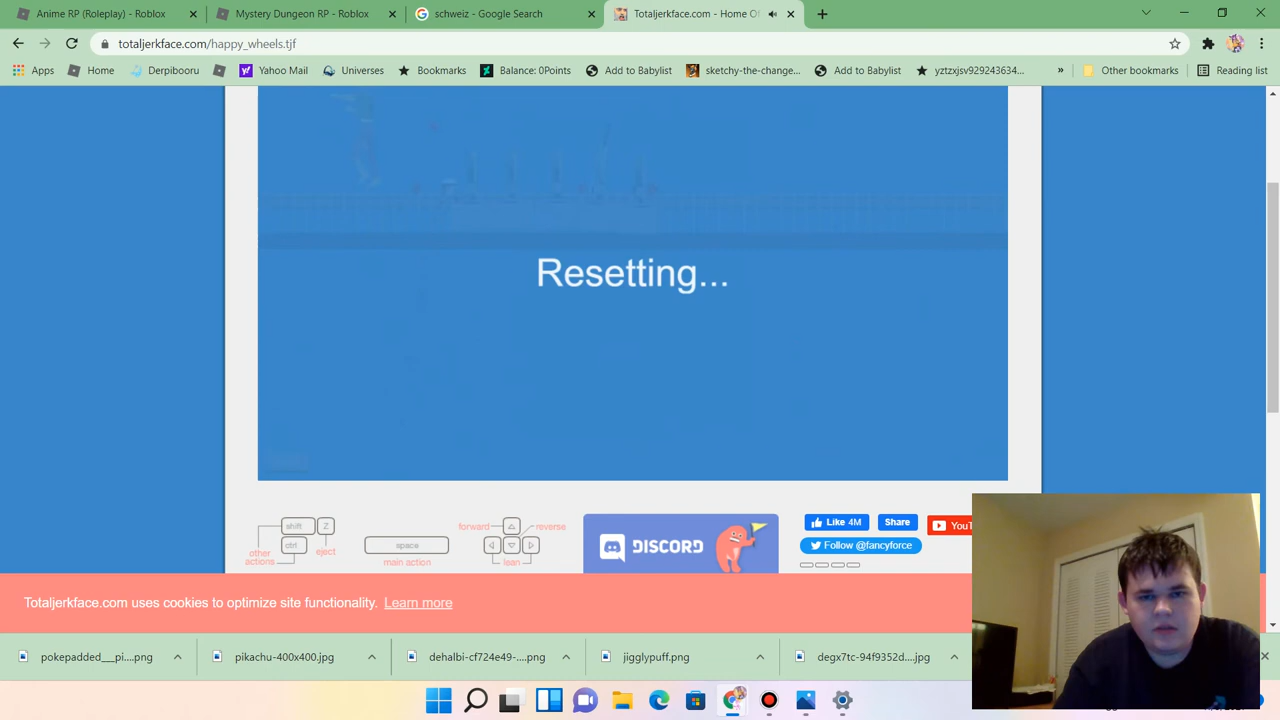 Anime RP (Roleplay) - Roblox
Mystery Dungeon RP - Roblox
schweiz - Google Search
Totaljerkface.com - Home Of
totaljerkface.com/happy_wheels.tjf
Apps
Home
Derpibooru
Yahoo Mail
Universes
Bookmarks
Balance: 0Points
Add to Babylist
sketchy-the-change...
Add to Babylist
yztzxjsv929243634...
»
Other bookmarks
Reading list
Resetting...
shift
Z
ctrl
eject
other
actions
space
main action
forward
reverse
lean
DISCORD
Like 4M
Share
YouT
Follow @fancyforce
Totaljerkface.com uses cookies to optimize site functionality. Learn more
pokepadded___pi....png
pikachu-400x400.jpg
dehalbi-cf724e49-....png
jigglypuff.png
degx7tc-94f9352d....jpg